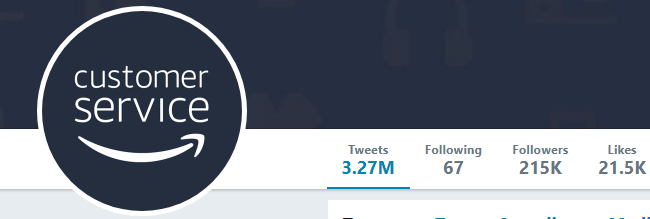 customer
service
Tweets Following Followers Likes
3.27M 67 215K 21.5K